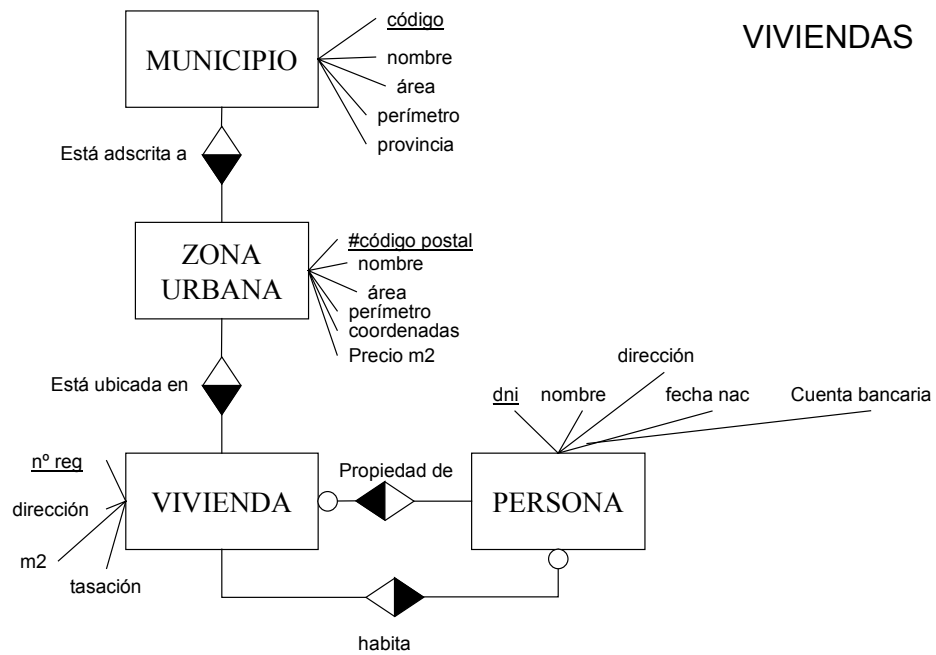 VIVIENDAS
MUNICIPIO
código
nombre
área
perímetro
provincia
Está adscrita a
ZONA
URBANA
#código postal
nombre
área
perímetro
coordenadas
Precio m2
Está ubicada en
dirección
dni
nombre
fecha nac
Cuenta bancaria
nº reg
dirección
m2
tasación
VIVIENDA
Propiedad de
PERSONA
habita